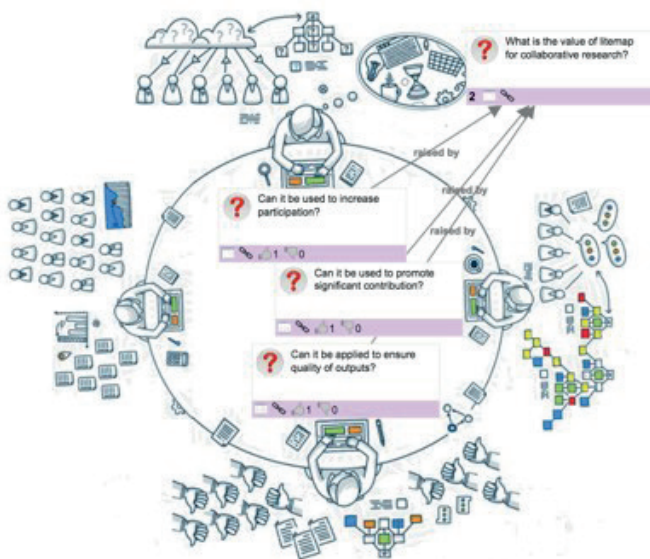 What is the value of litemap
for collaborative research?
2
raised by
Can it be used to increase
participation?
raised by
1 0
raised by
Can it be used to promote
significant contribution?
1 0
Can it be applied to ensure
quality of outputs?
1 0